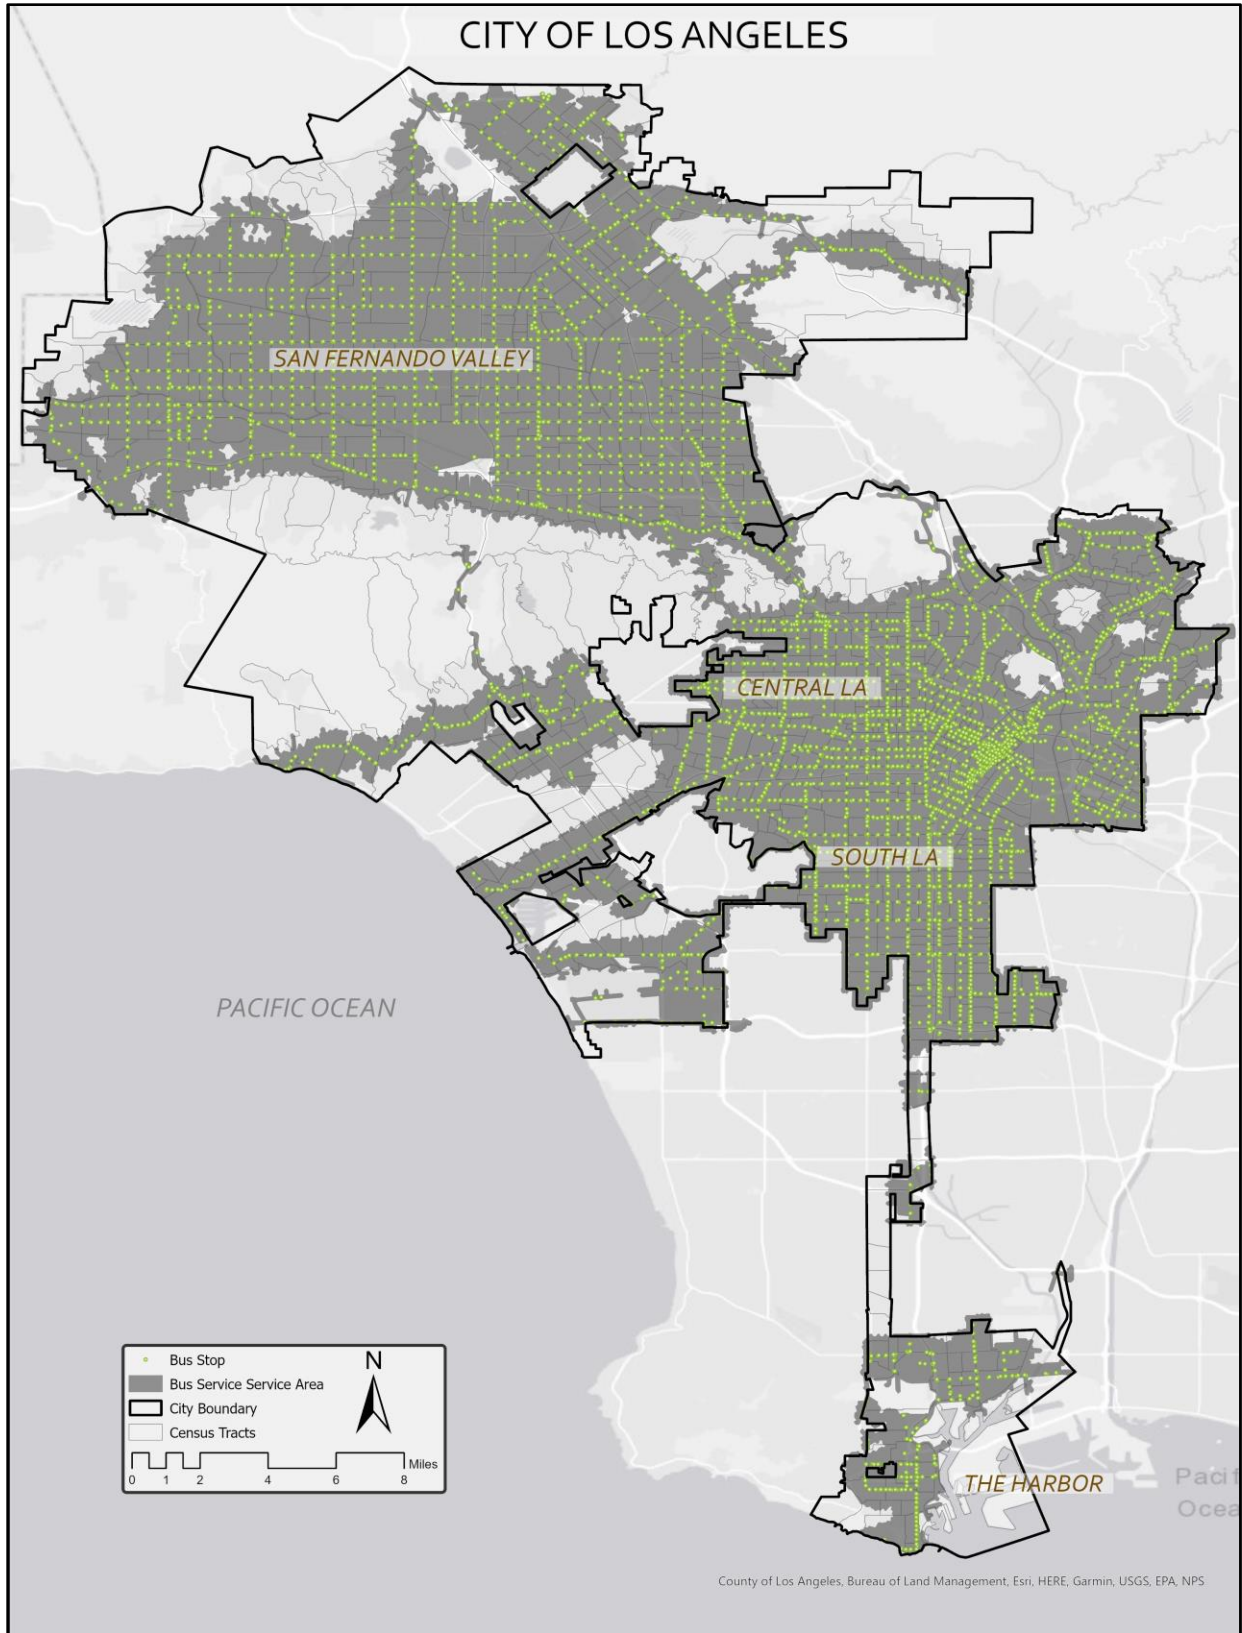 CITY OF LOS ANGELES
SAN FERNANDO VALLEY
CENTRAL LA
SOUTH LA
PACIFIC OCEAN
THE HARBOR
Bus Stop
Bus Service Service Area
City Boundary
Census Tracts
N
Miles
0 1 2 4 6 8
County of Los Angeles, Bureau of Land Management, Esri, HERE, Garmin, USGS, EPA, NPS